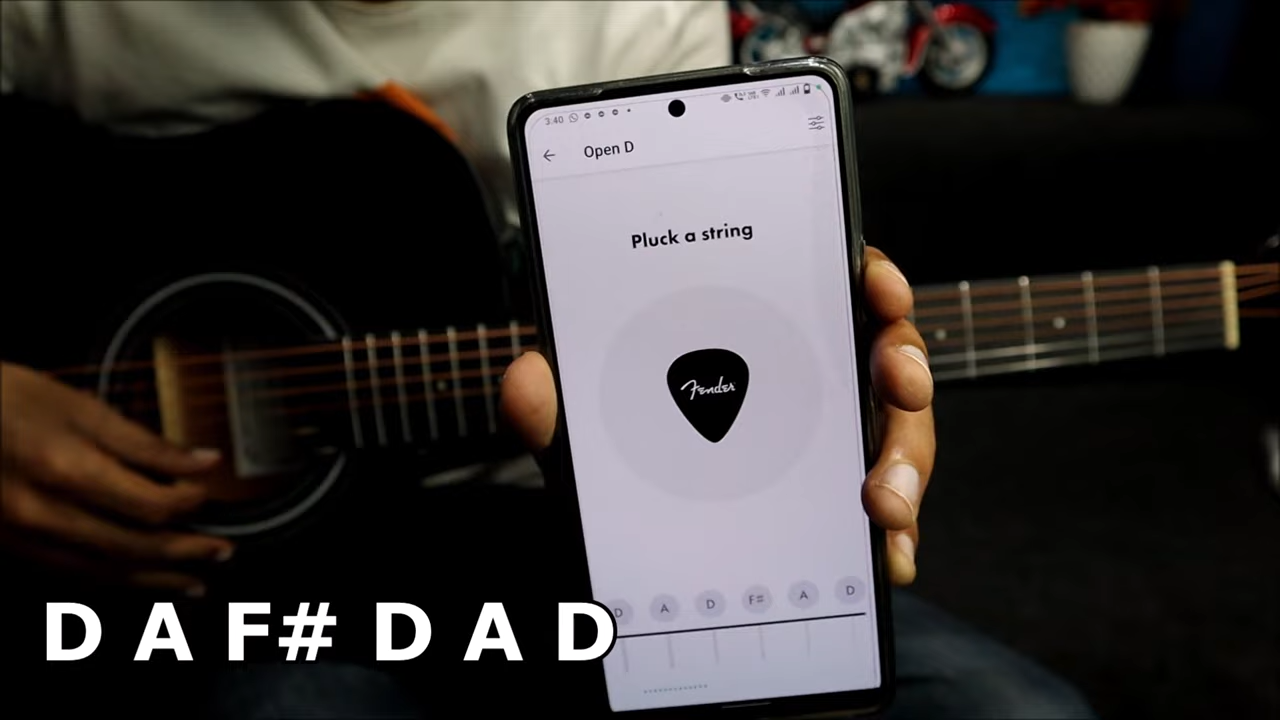 3:40
Open D
Pluck a string
Fender
D A D F# A D
D A F# D A D